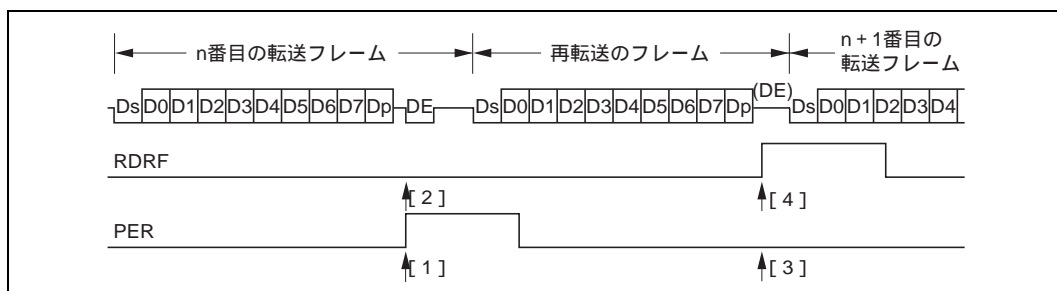 n番目の転送フレーム
再転送のフレーム
n + 1番目の
転送フレーム
Ds D0 D1 D2 D3 D4 D5 D6 D7 Dp DE Ds D0 D1 D2 D3 D4 D5 D6 D7 Dp (DE) Ds D0 D1 D2 D3 D4
RDRF
[ 2 ] [ 4 ]
PER
[ 1 ] [ 3 ]